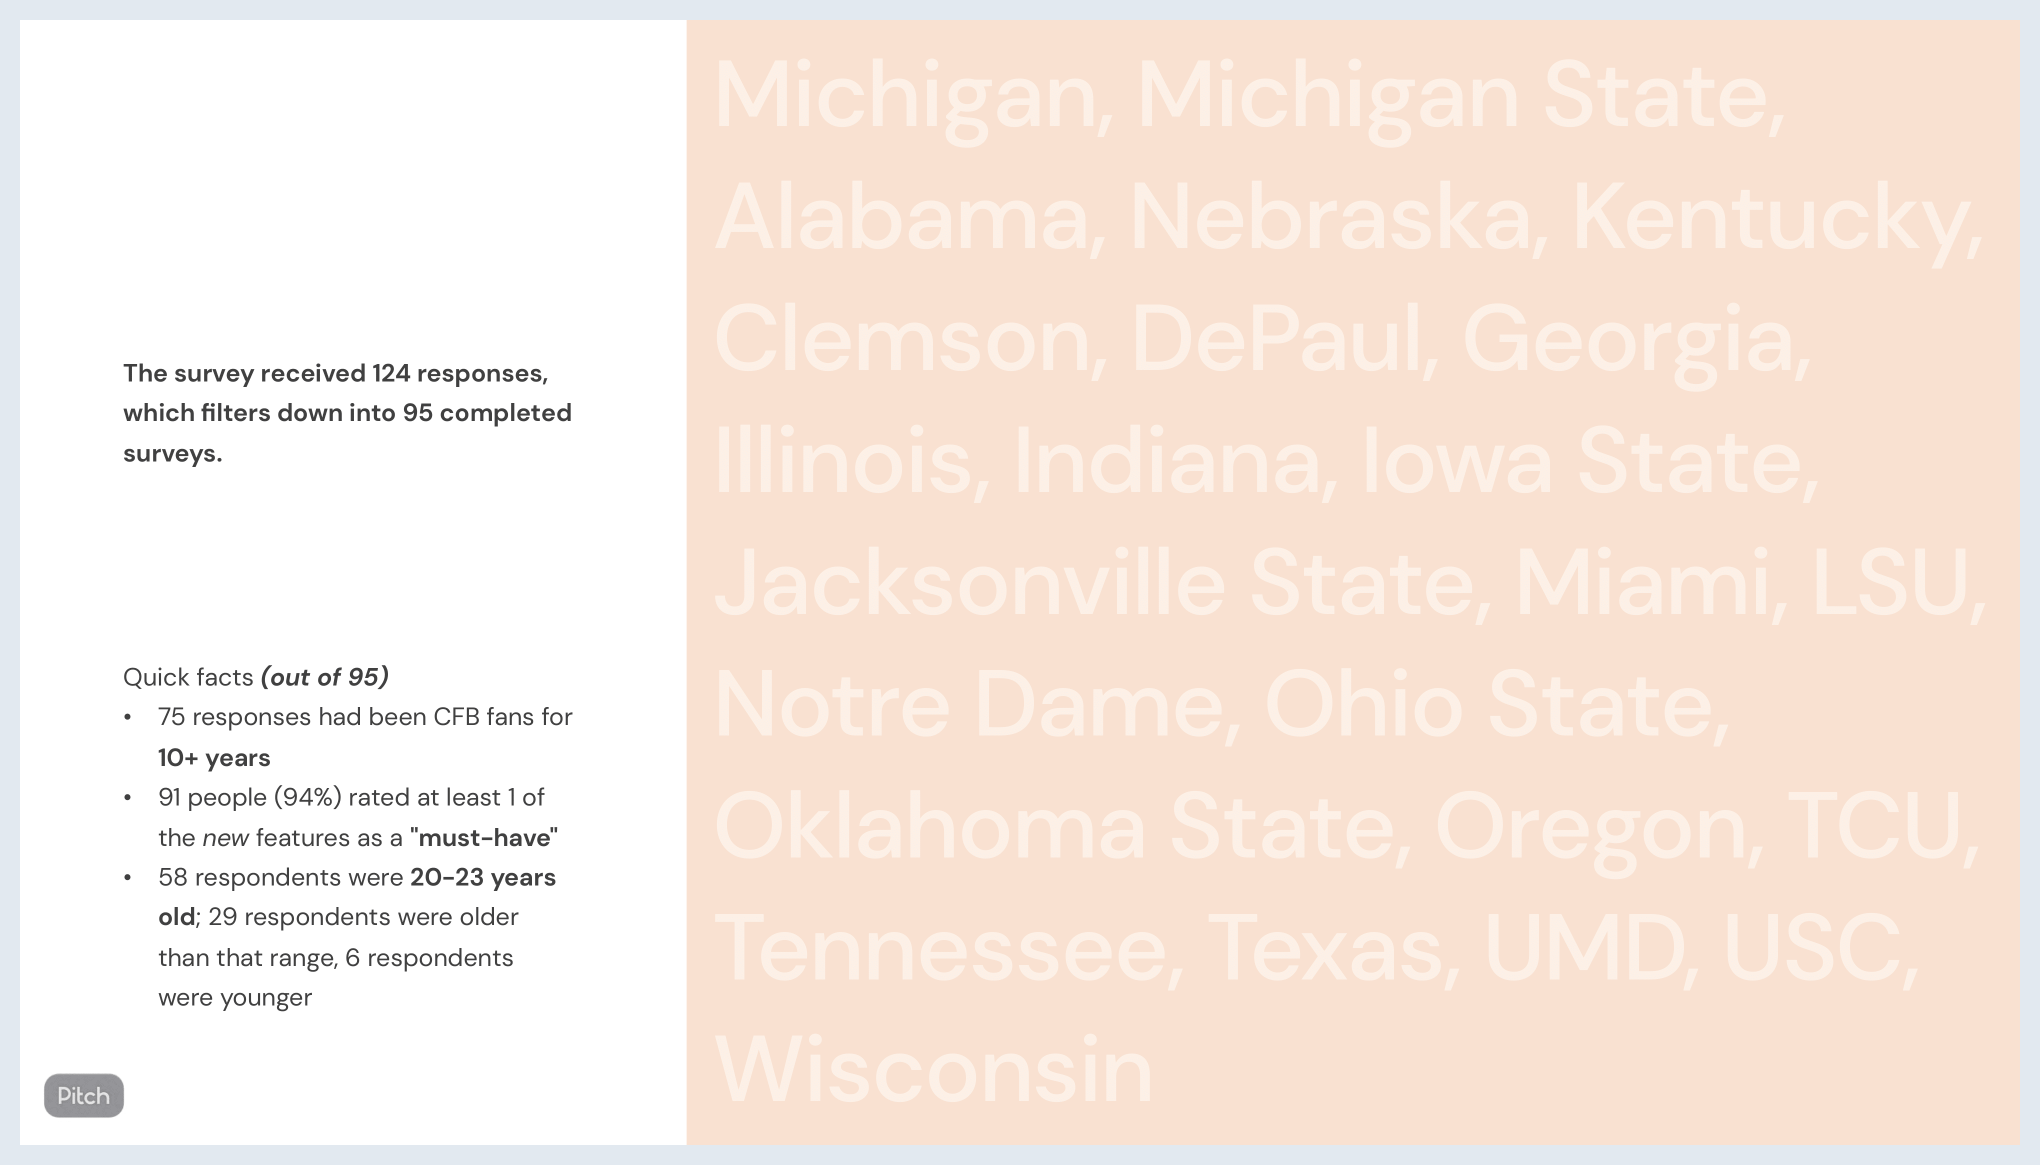 The survey received 124 responses,
which filters down into 95 completed
surveys.
Quick facts (out of 95)
• 75 responses had been CFB fans for
10+ years
• 91 people (94%) rated at least 1 of
the new features as a "must-have"
• 58 respondents were 20-23 years
old; 29 respondents were older
than that range, 6 respondents
were younger
Pitch
Michigan, Michigan State,
Alabama, Nebraska, Kentucky,
Clemson, DePaul, Georgia,
Illinois, Indiana, Iowa State,
Jacksonville State, Miami, LSU,
Notre Dame, Ohio State,
Oklahoma State, Oregon, TCU,
Tennessee, Texas, UMD, USC,
Wisconsin